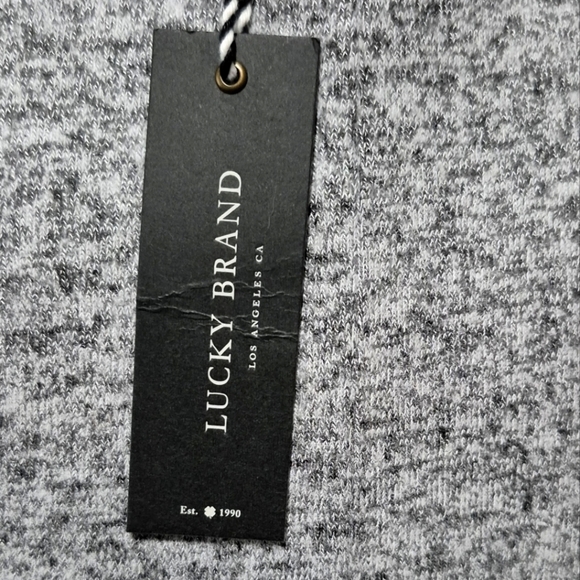 LUCKY BRAND
LOS ANGELES CA
Est. 1990